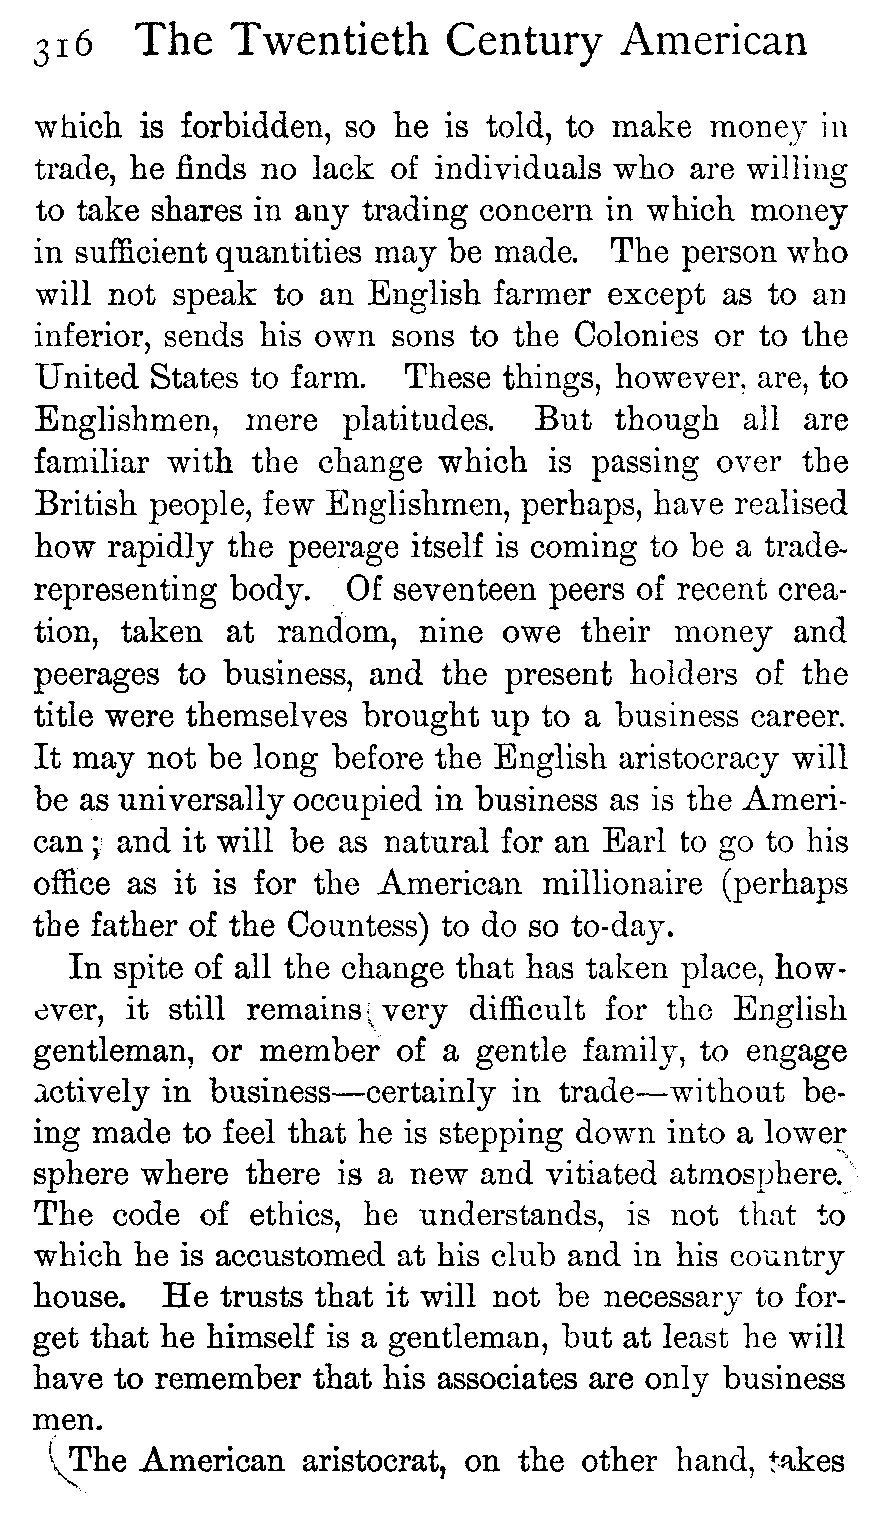 316 The Twentieth Century American
which is forbidden, so he is told, to make money in
trade, he finds no lack of individuals who are willing
to take shares in any trading concern in which money
in sufficient quantities may be made. The person who
will not speak to an English farmer except as to an
inferior, sends his own sons to the Colonies or to the
United States to farm. These things, however, are, to
Englishmen, mere platitudes. But though all are
familiar with the change which is passing over the
British people, few Englishmen, perhaps, have realised
how rapidly the peerage itself is coming to be a trade-
representing body. Of seventeen peers of recent crea-
tion, taken at random, nine owe their money and
peerages to business, and the present holders of the
title were themselves brought up to a business career.
It may not be long before the English aristocracy will
be as universally occupied in business as is the Ameri-
can; and it will be as natural for an Earl to go to his
office as it is for the American millionaire (perhaps
the father of the Countess) to do so to-day.
In spite of all the change that has taken place, how-
ever, it still remains very difficult for the English
gentleman, or member of a gentle family, to engage
actively in business—certainly in trade—without be-
ing made to feel that he is stepping down into a lower
sphere where there is a new and vitiated atmosphere.
The code of ethics, he understands, is not that to
which he is accustomed at his club and in his country
house. He trusts that it will not be necessary to for-
get that he himself is a gentleman, but at least he will
have to remember that his associates are only business
men.
The American aristocrat, on the other hand, takes